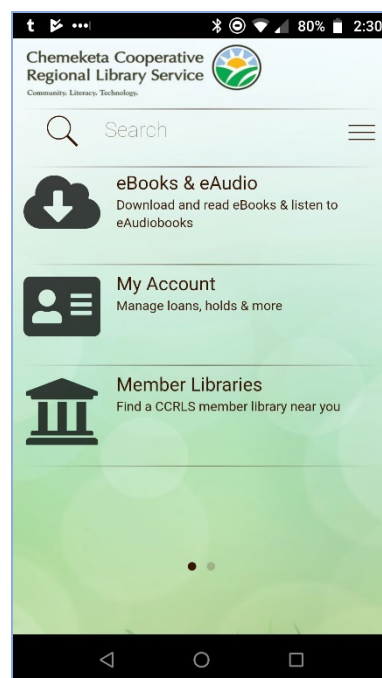 t 80% 2:30
Chemeketa Cooperative
Regional Library Service
Community. Literacy. Technology.
Search
eBooks & eAudio
Download and read eBooks & listen to
eAudiobooks
My Account
Manage loans, holds & more
Member Libraries
Find a CCRLS member library near you